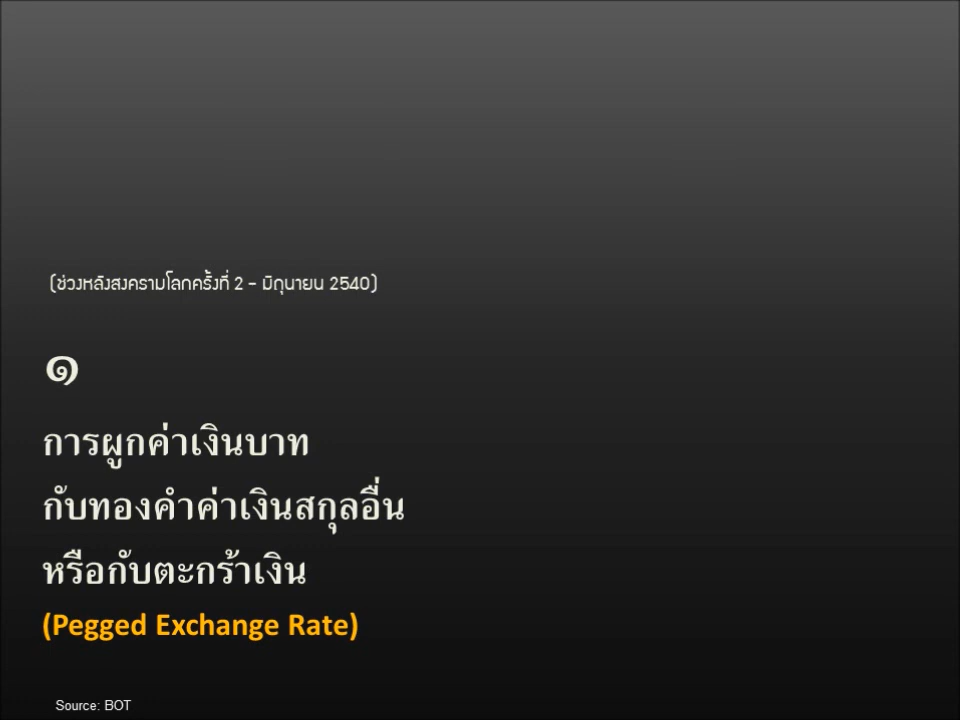 (ช่วงหลังสงครามโลกครั้งที่ 2 – มิถุนายน 2540)
๑
การผูกค่าเงินบาท
กับทองคำค่าเงินสกุลอื่น
หรือกับตะกร้าเงิน
(Pegged Exchange Rate)
Source: BOT